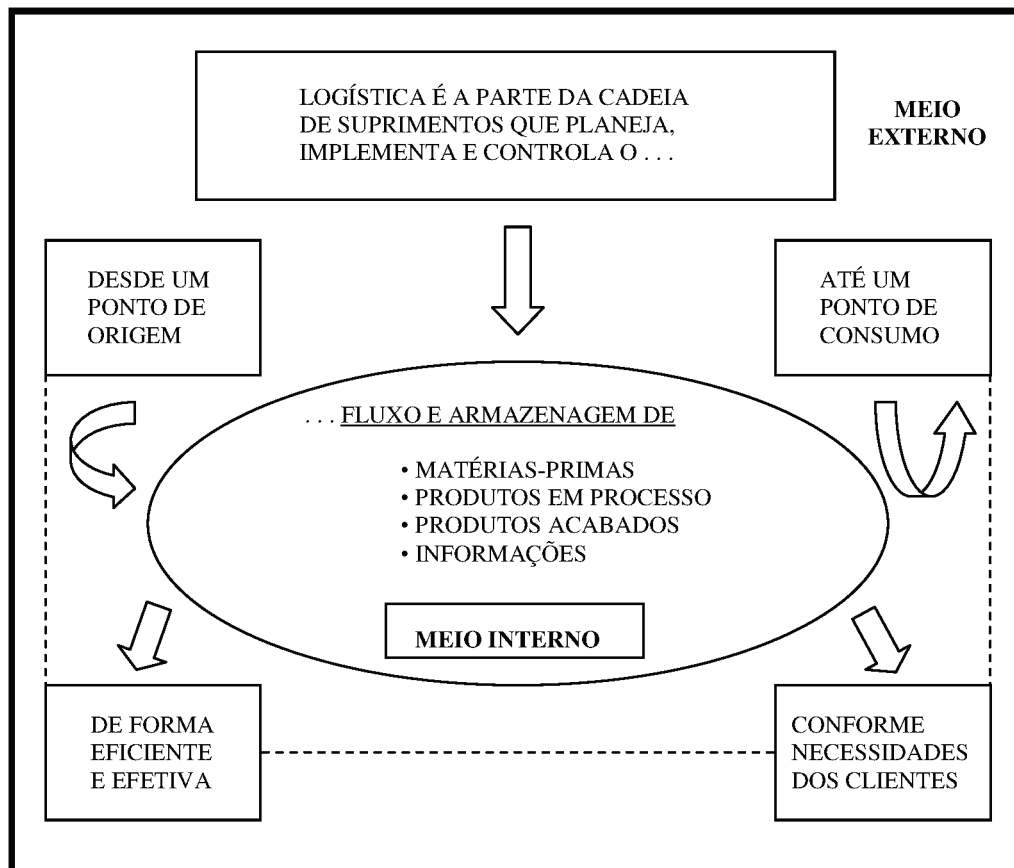 LOGÍSTICA É A PARTE DA CADEIA
DE SUPRIMENTOS QUE PLANEJA,
IMPLEMENTA E CONTROLA O . . .
MEIO
EXTERNO
DESDE UM
PONTO DE
ORIGEM
ATÉ UM
PONTO DE
CONSUMO
. . . FLUXO E ARMAZENAGEM DE
• MATÉRIAS-PRIMAS
• PRODUTOS EM PROCESSO
• PRODUTOS ACABADOS
• INFORMAÇÕES
MEIO INTERNO
DE FORMA
EFICIENTE
E EFETIVA
CONFORME
NECESSIDADES
DOS CLIENTES